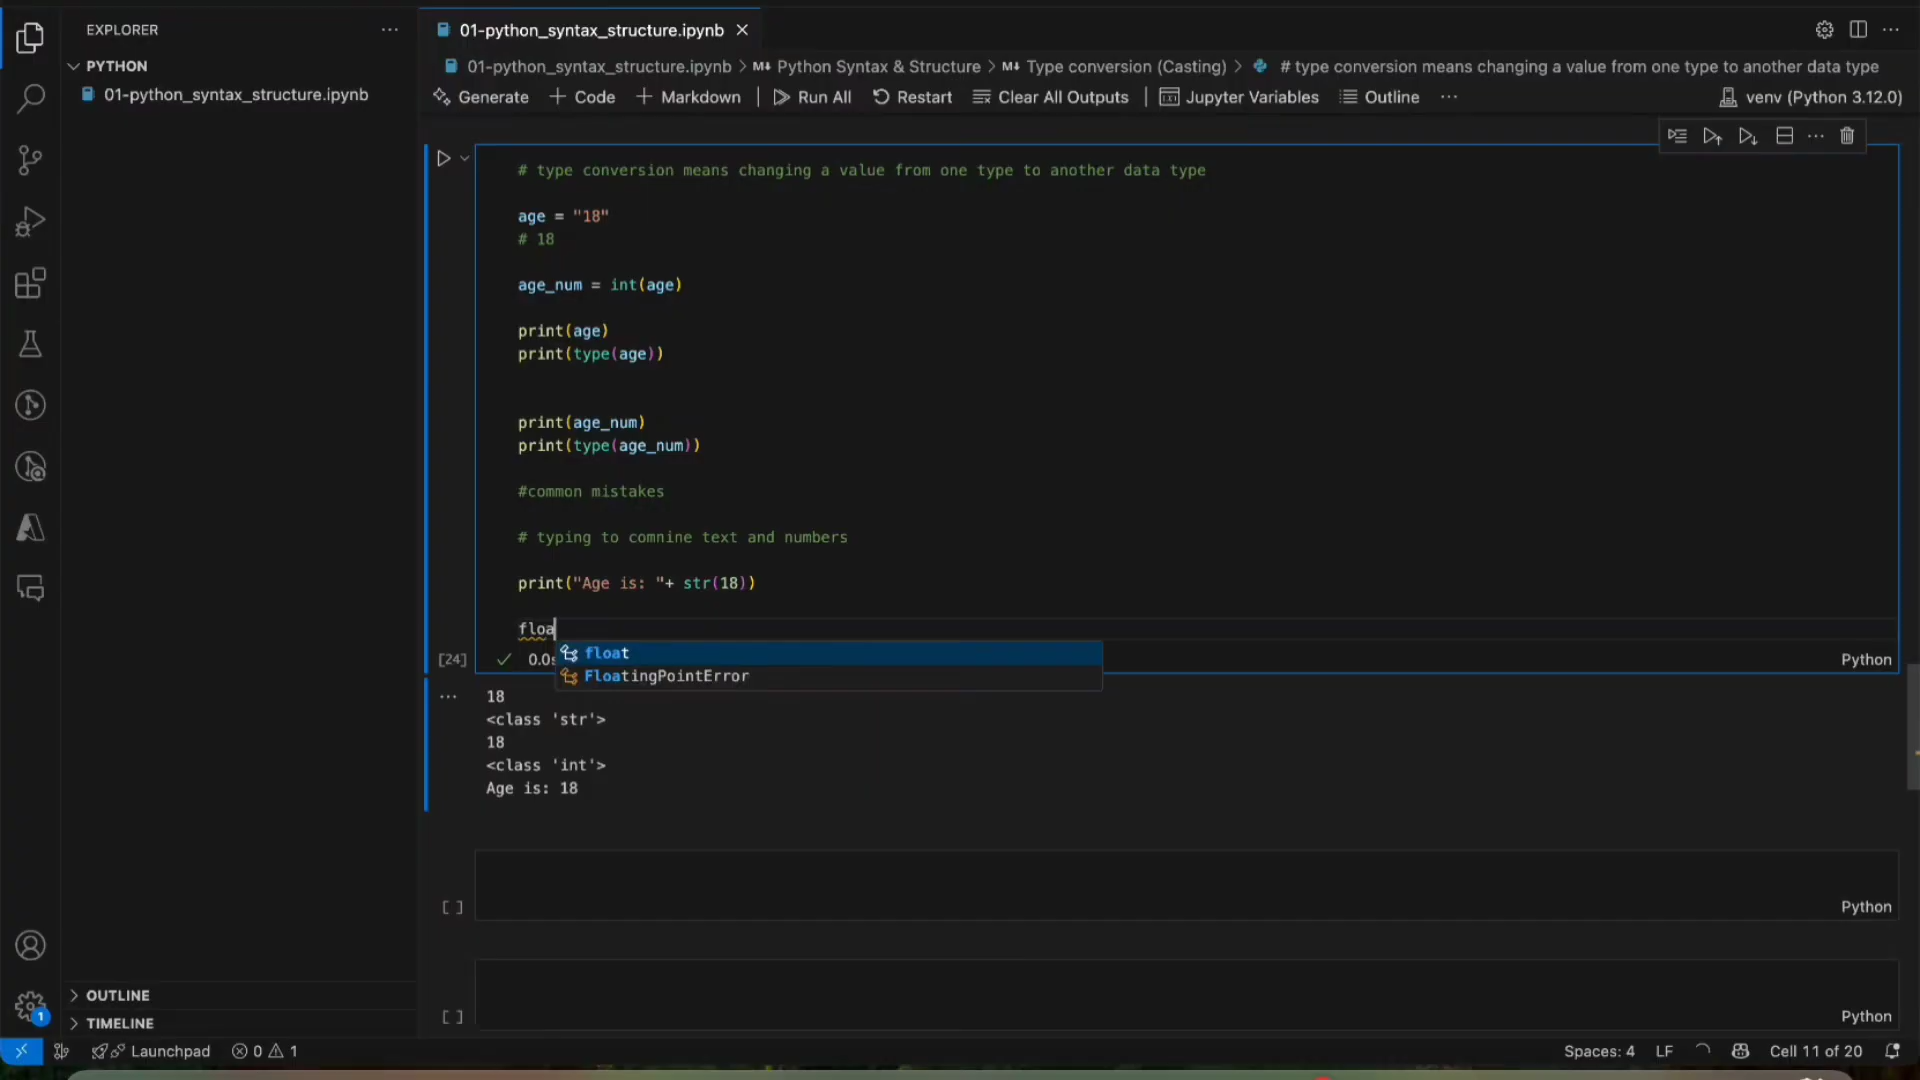 EXPLORER
PYTHON
01-python_syntax_structure.ipynb
01-python_syntax_structure.ipynb
01-python_syntax_structure.ipynb > M↓ Python Syntax & Structure > M↓ Type conversion (Casting) > # type conversion means changing a value from one type to another data type
Generate + Code + Markdown | Run All Restart Clear All Outputs | Jupyter Variables Outline ...
venv (Python 3.12.0)
# type conversion means changing a value from one type to another data type
age = "18"
# 18
age_num = int(age)
print(age)
print(type(age))
print(age_num)
print(type(age_num))
#common mistakes
# typing to comnine text and numbers
print("Age is: "+ str(18))
floa
float
FloatingPointError
[24] 0.0s
Python
18
<class 'str'>
18
<class 'int'>
Age is: 18
[ ]
Python
[ ]
Python
OUTLINE
TIMELINE
1
Launchpad 0 1
Spaces: 4 LF Cell 11 of 20